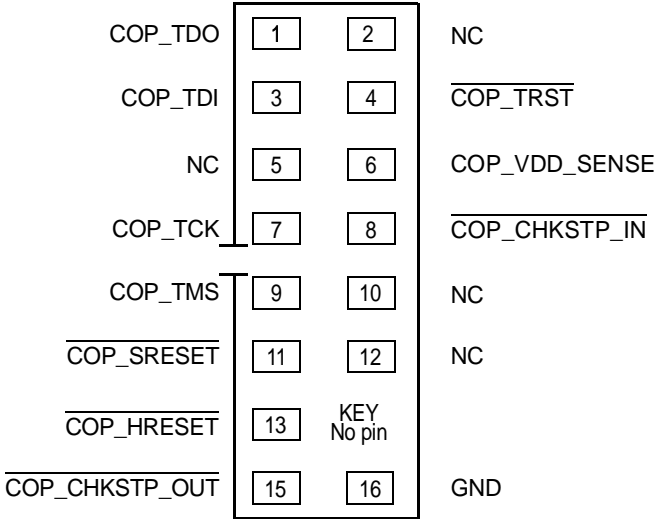 COP_TDO 1 2 NC
COP_TDI 3 4 COP_TRST
NC 5 6 COP_VDD_SENSE
COP_TCK 7 8 COP_CHKSTP_IN
COP_TMS 9 10 NC
COP_SRESET 11 12 NC
COP_HRESET 13 KEY
No pin
COP_CHKSTP_OUT 15 16 GND